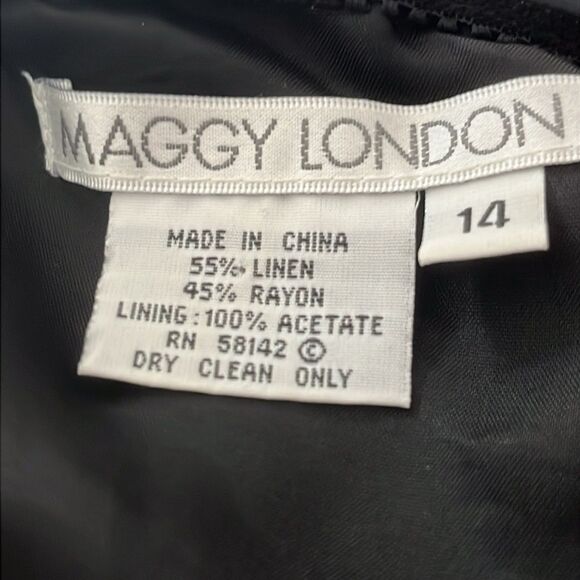 MAGGY LONDON
14
MADE IN CHINA
55% LINEN
45% RAYON
LINING:100% ACETATE
RN 58142 ©
DRY CLEAN ONLY